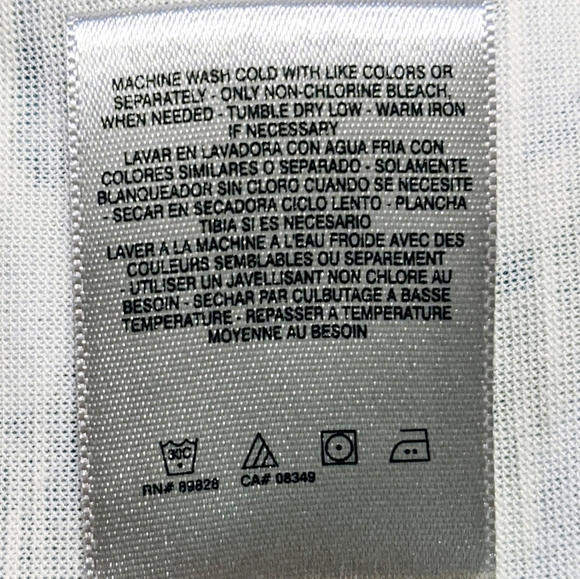 MACHINE WASH COLD WITH LIKE COLORS OR
SEPARATELY - ONLY NON-CHLORINE BLEACH,
WHEN NEEDED - TUMBLE DRY LOW - WARM IRON
IF NECESSARY
LAVAR EN LAVADORA CON AGUA FRIA CON
COLORES SIMILARES O SEPARADO - SOLAMENTE
BLANQUEADOR SIN CLORO CUANDO SE NECESITE
- SECAR EN SECADORA CICLO LENTO - PLANCHA
TIBIA SI ES NECESARIO
LAVER A LA MACHINE A L'EAU FROIDE AVEC DES
COULEURS SEMBLABLES OU SEPAREMENT
- UTILISER UN JAVELLISANT NON CHLORE AU
BESOIN - SECHAR PAR CULBUTAGE A BASSE
TEMPERATURE - REPASSER A TEMPERATURE
MOYENNE AU BESOIN
30C
RN# 89828 CA# 08349